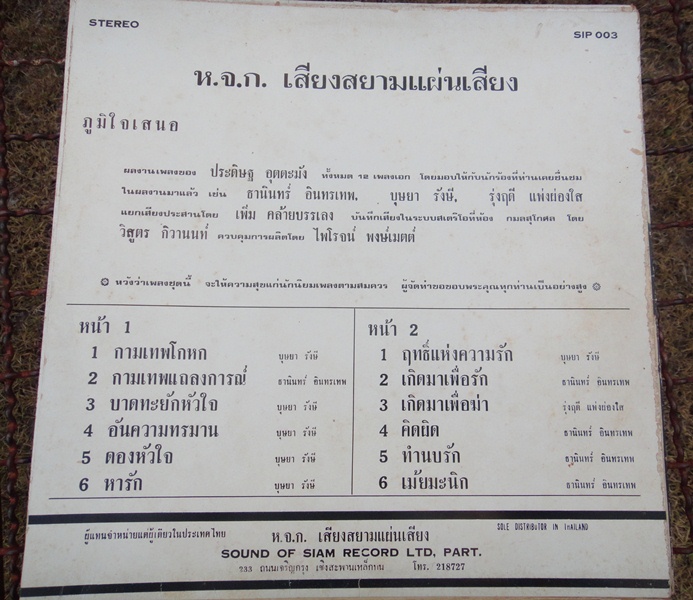 STEREO
SIP 003
ห.จ.ก. เสียงสยามแผ่นเสียง
ภูมิใจเสนอ
ผลงานเพลงของ ประดิษฐ อุตตะมัง ทั้งหมด 12 เพลงเอก โดยมอบให้กับนักร้องที่ท่านเคยชื่นชม
ในผลงานมาแล้ว เช่น ธานินทร์ อินทรเทพ, บุษยา รังษี, รุ่งฤดี แพ่งย่องใส
แยกเสียงประสานโดย เพิ่ม คล้ายบรรเลง บันทึกเสียงในระบบสเตริโอที่ห้อง กมลสุโกศล โดย
วิสูตร กิวานนท์ ควบคุมการผลิตโดย ไพโรจน์ พงษ์เมตต์
หวังว่าเพลงชุดนี้ จะให้ความสุขแก่นักนิยมเพลงตามสมควร ผู้จัดทำขอขอบพระคุณทุกท่านเป็นอย่างสูง
หน้า 1
1 กามเทพโกหก บุษยา รังษี
2 กามเทพแถลงการณ์ ธานินทร์ อินทรเทพ
3 บาดทะยักหัวใจ บุษยา รังษี
4 อันความทรมาน บุษยา รังษี
5 ดองหัวใจ บุษยา รังษี
6 หารัก บุษยา รังษี
หน้า 2
1 ฤทธิ์แห่งความรัก บุษยา รังษี
2 เกิดมาเพื่อรัก ธานินทร์ อินทรเทพ
3 เกิดมาเพื่อฆ่า รุ่งฤดี แพ่งย่องใส
4 คิดผิด ธานินทร์ อินทรเทพ
5 ทำนบรัก ธานินทร์ อินทรเทพ
6 เมัยมะนิก ธานินทร์ อินทรเทพ
ผู้แทนจำหน่ายแต่ผู้เดียวในประเทศไทย ห.จ.ก. เสียงสยามแผ่นเสียง SOLE DISTRIBUTOR IN THAILAND
SOUND OF SIAM RECORD LTD, PART.
233 ถนนเจริญกรุง เชิงสะพานเหล็กบน โทร. 218727